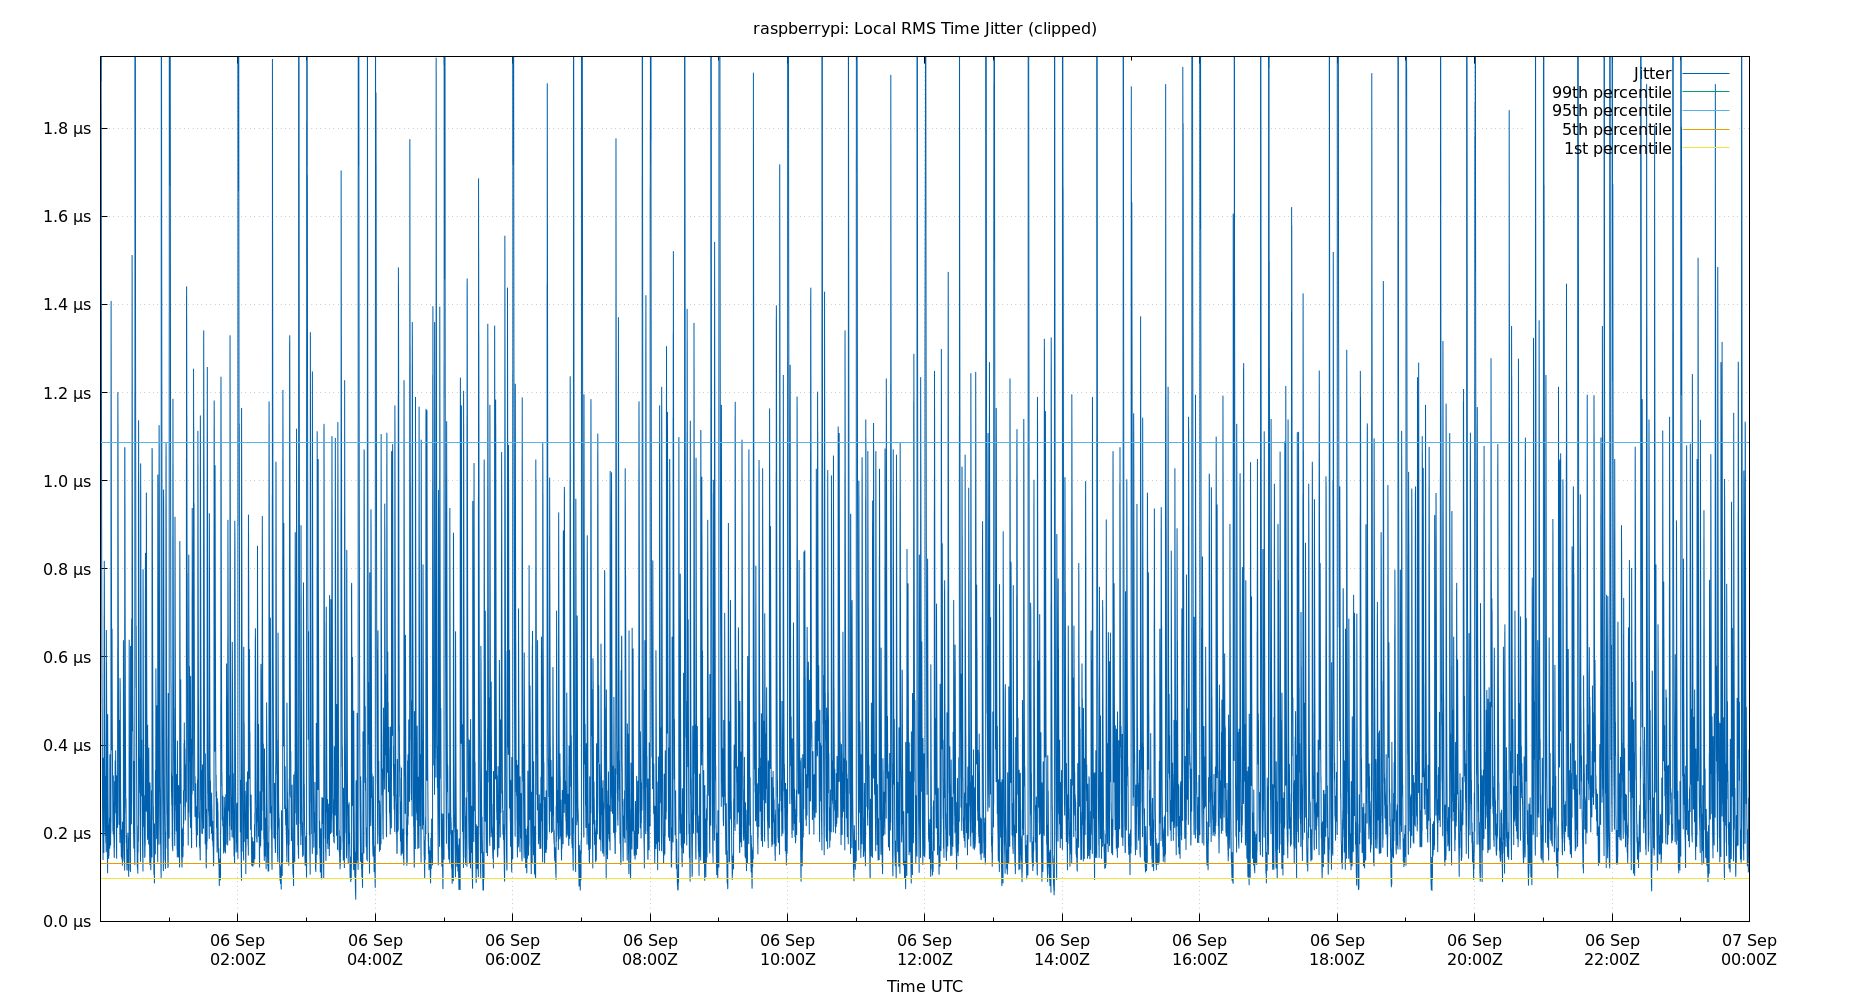 raspberrypi: Local RMS Time Jitter (clipped)
Jitter
99th percentile
95th percentile
5th percentile
1st percentile
1.8 µs
1.6 µs
1.4 µs
1.2 µs
1.0 µs
0.8 µs
0.6 µs
0.4 µs
0.2 µs
0.0 µs
06 Sep 06 Sep 06 Sep 06 Sep 06 Sep 06 Sep 06 Sep 06 Sep 06 Sep 06 Sep 06 Sep 07 Sep
02:00Z 04:00Z 06:00Z 08:00Z 10:00Z 12:00Z 14:00Z 16:00Z 18:00Z 20:00Z 22:00Z 00:00Z
Time UTC